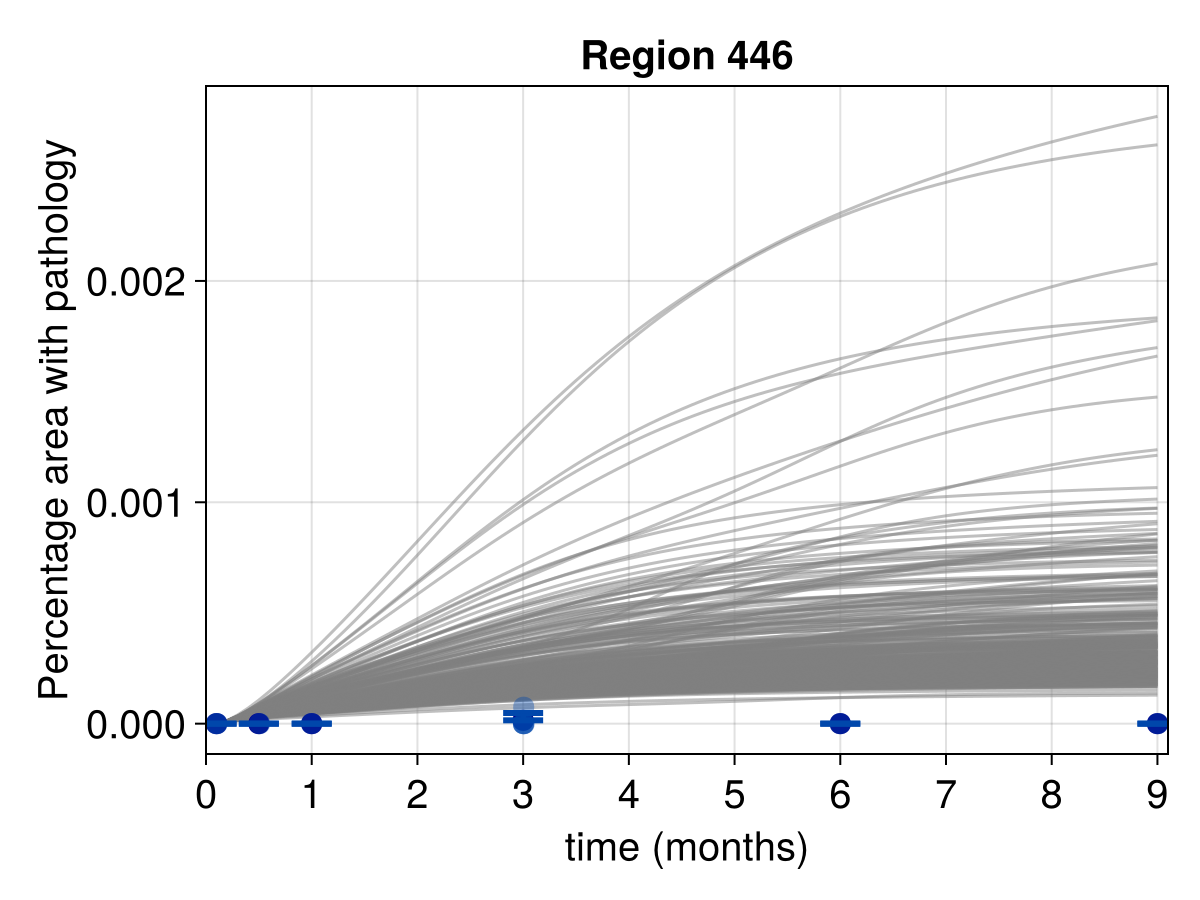 Region 446
Percentage area with pathology
0.002
0.001
0.000
0 1 2 3 4 5 6 7 8 9
time (months)